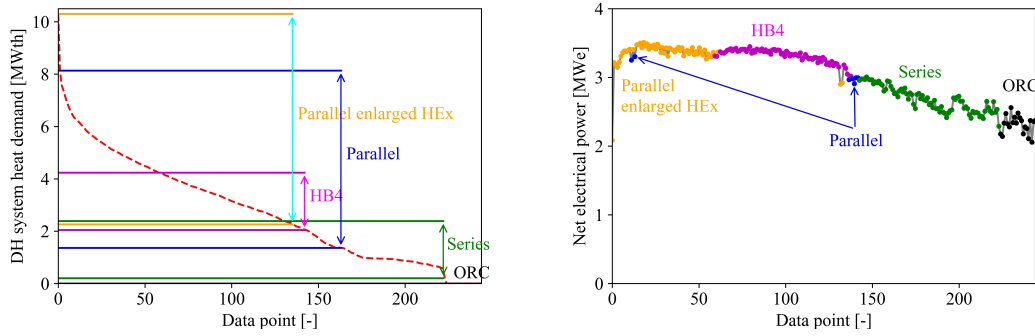 DH system heat demand [MWth]
10
8
6
4
2
0
Parallel enlarged HEx
Parallel
HB4
Series
ORC
0
50
100
150
200
Data point [-]
Net electrical power [MWe]
4
3
2
1
0
HB4
Series
ORC
Parallel
enlarged HEx
Parallel
0
50
100
150
200
Data point [-]